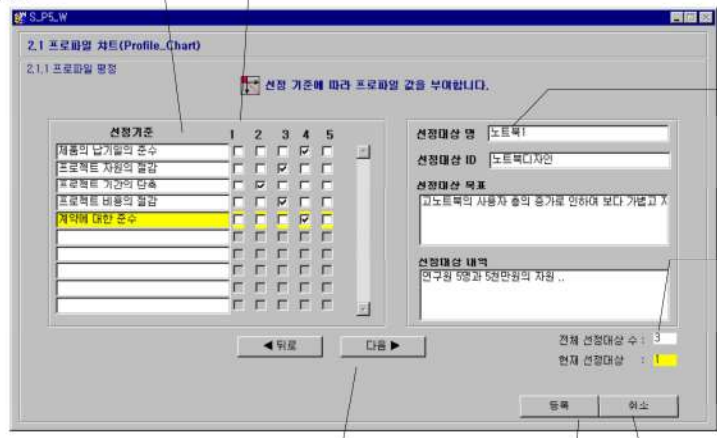 S_P5_W
2.1 프로파일 챠트(Profile_Chart)
2.1.1 프로파일 평정
선정 기준에 따라 프로파일 값을 부여합니다.
선정기준 1 2 3 4 5
제품의 납기일의 준수
프로젝트 자원의 절감
프로젝트 기간의 단축
프로젝트 비용의 절감
계약에 대한 준수
선정대상 명 노트북1
선정대상 ID 노트북디자인
선정대상 목표
고노트북의 사용자 층의 증가로 인하여 보다 가볍고
선정대상 내역
연구원 5명과 5천만원의 자원 ..
◀ 뒤로 다음 ▶
전체 선정대상 수 : 3
현재 선정대상 : 1
등록 취소